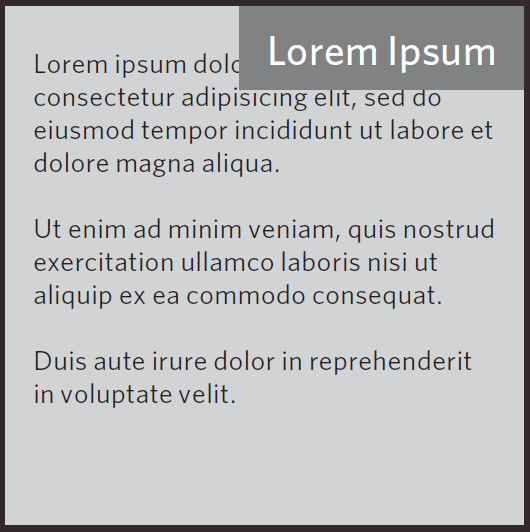 Lorem Ipsum
Lorem ipsum
consectetur adipisicing elit, sed do
eiusmod tempor incididunt ut labore et
dolore magna aliqua.
Ut enim ad minim veniam, quis nostrud
exercitation ullamco laboris nisi ut
aliquip ex ea commodo consequat.
Duis aute irure dolor in reprehenderit
in voluptate velit.